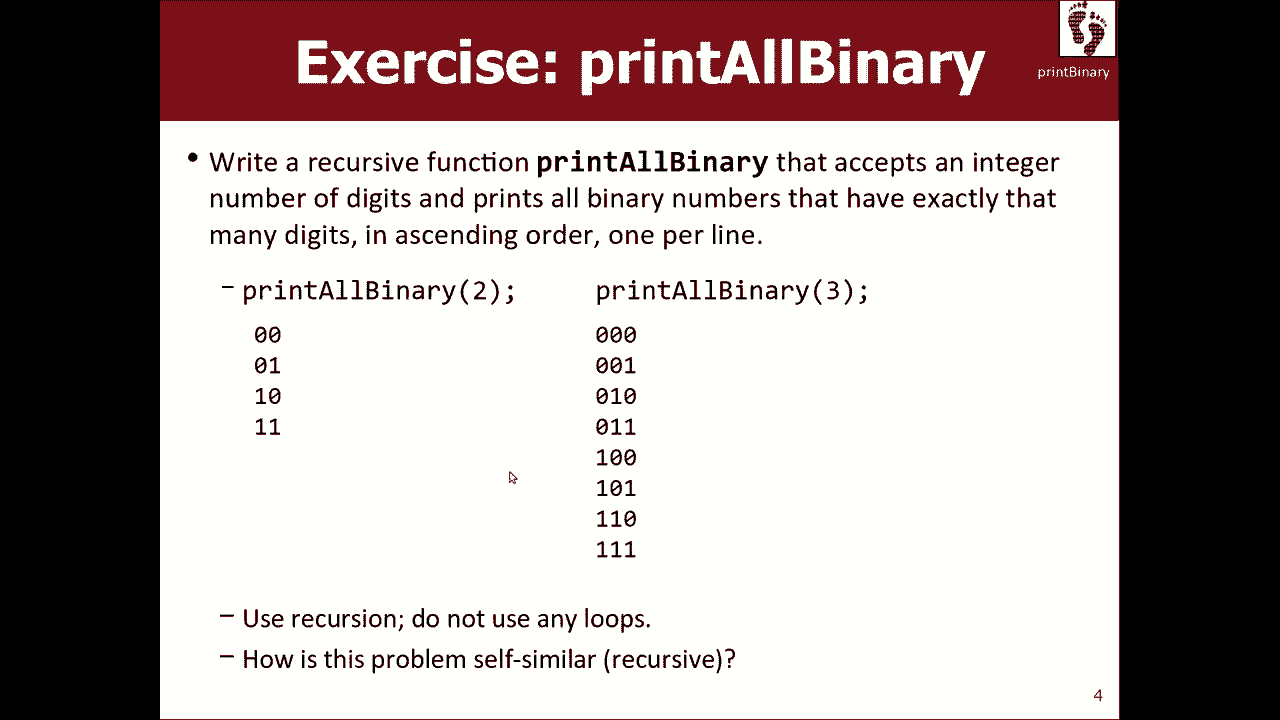 Exercise: printAllBinary
printBinary
• Write a recursive function printAllBinary that accepts an integer
number of digits and prints all binary numbers that have exactly that
many digits, in ascending order, one per line.
– printAllBinary(2); printAllBinary(3);
00 000
01 001
10 010
11 011
100
101
110
111
– Use recursion; do not use any loops.
– How is this problem self-similar (recursive)?
4